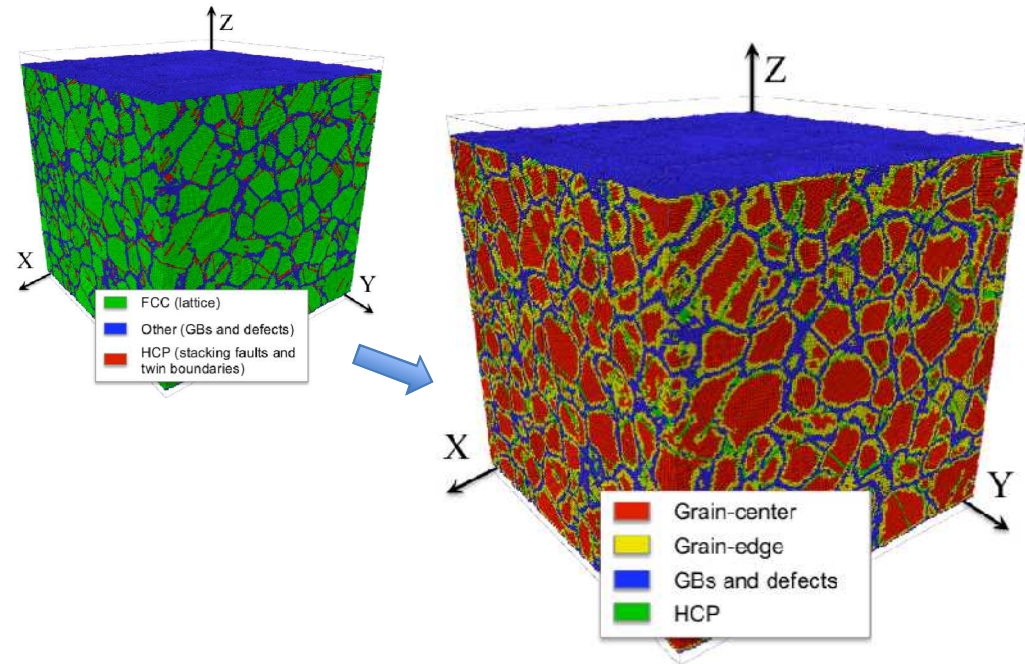 Z
X
Y
FCC (lattice)
Other (GBs and defects)
HCP (stacking faults and
twin boundaries)
Z
X
Y
Grain-center
Grain-edge
GBs and defects
HCP